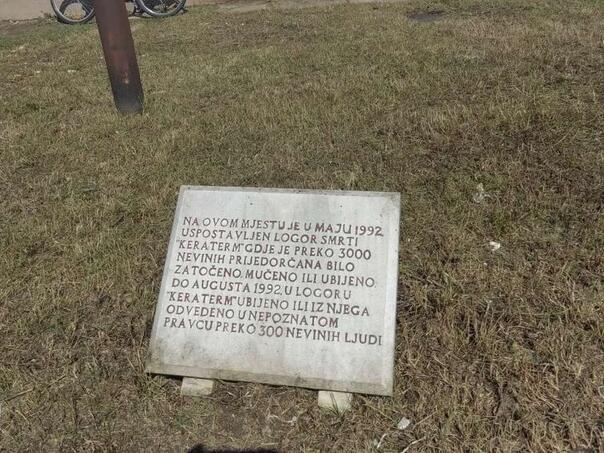 NA OVOM MJESTU JE U MAJU 1992
USPOSTAVLJEN LOGOR SMRTI
"KERATERM" GDJE JE PREKO 3000
NEVINIH PRIJEDORČANA BILO
ZATOČENO, MUČENO ILI UBIJENO.
DO AUGUSTA 1992, U LOGORU
"KERATERM" UBIJENO ILI IZ NJEGA
ODVEDENO U NEPOZNATOM
PRAVCU PREKO 300 NEVINIH LJUDI